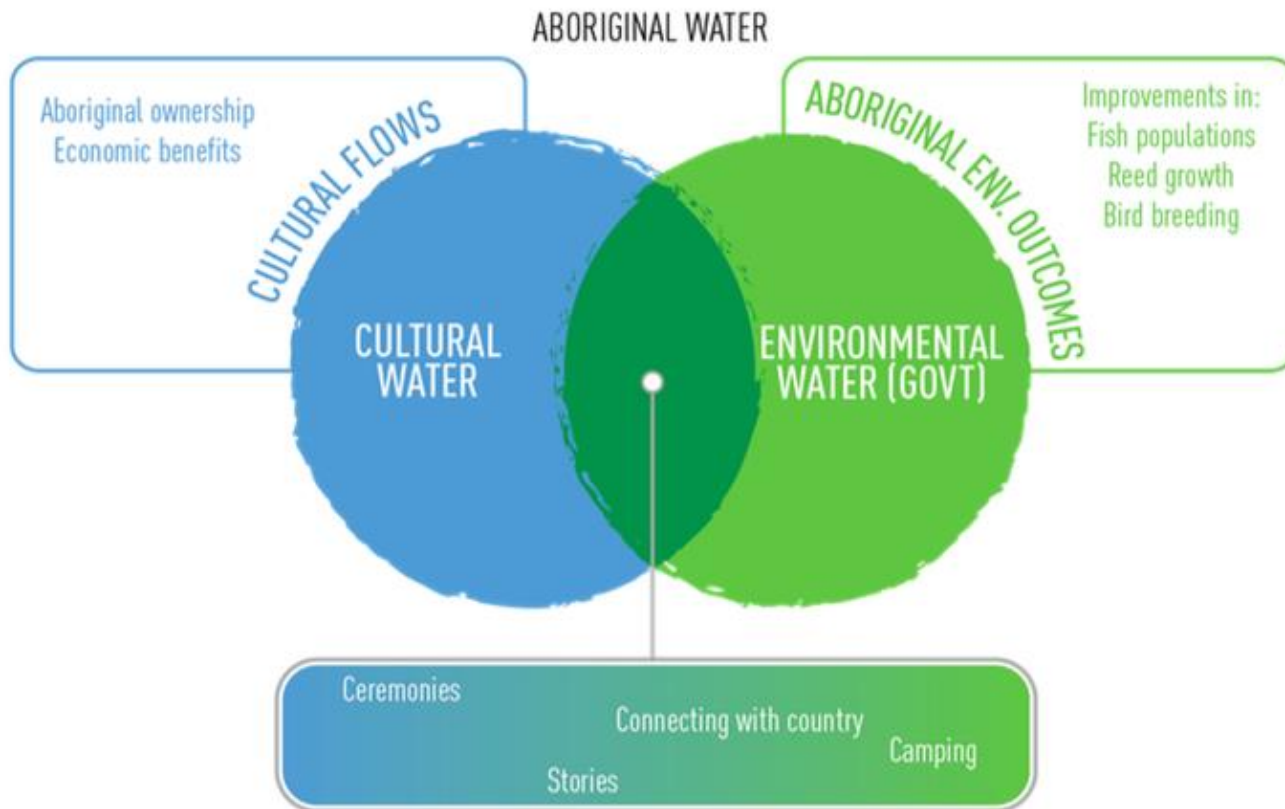 ABORIGINAL WATER
Aboriginal ownership
Economic benefits
CULTURAL FLOWS
ABORIGINAL ENV. OUTCOMES
Improvements in:
Fish populations
Reed growth
Bird breeding
CULTURAL
WATER
ENVIRONMENTAL
WATER (GOVT)
Ceremonies
Connecting with country
Camping
Stories